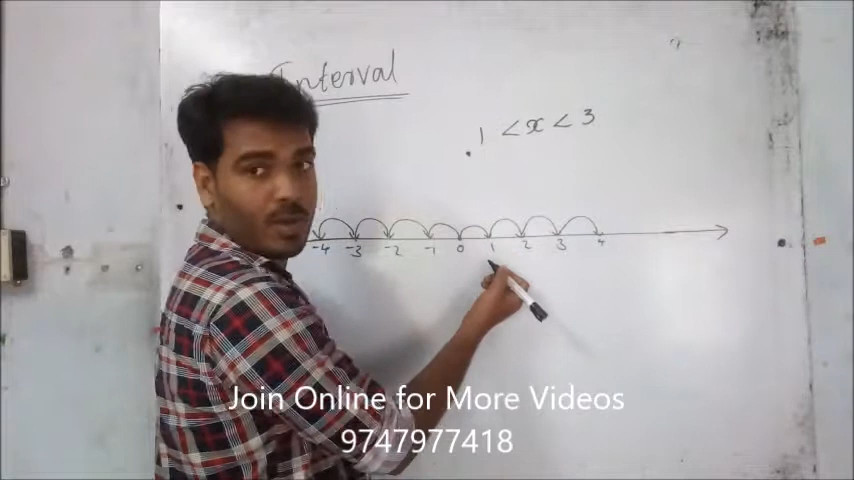 Interval
1 < x < 3
-4 -3 -2 -1 0 1 2 3 4
Join Online for More Videos
9747977418